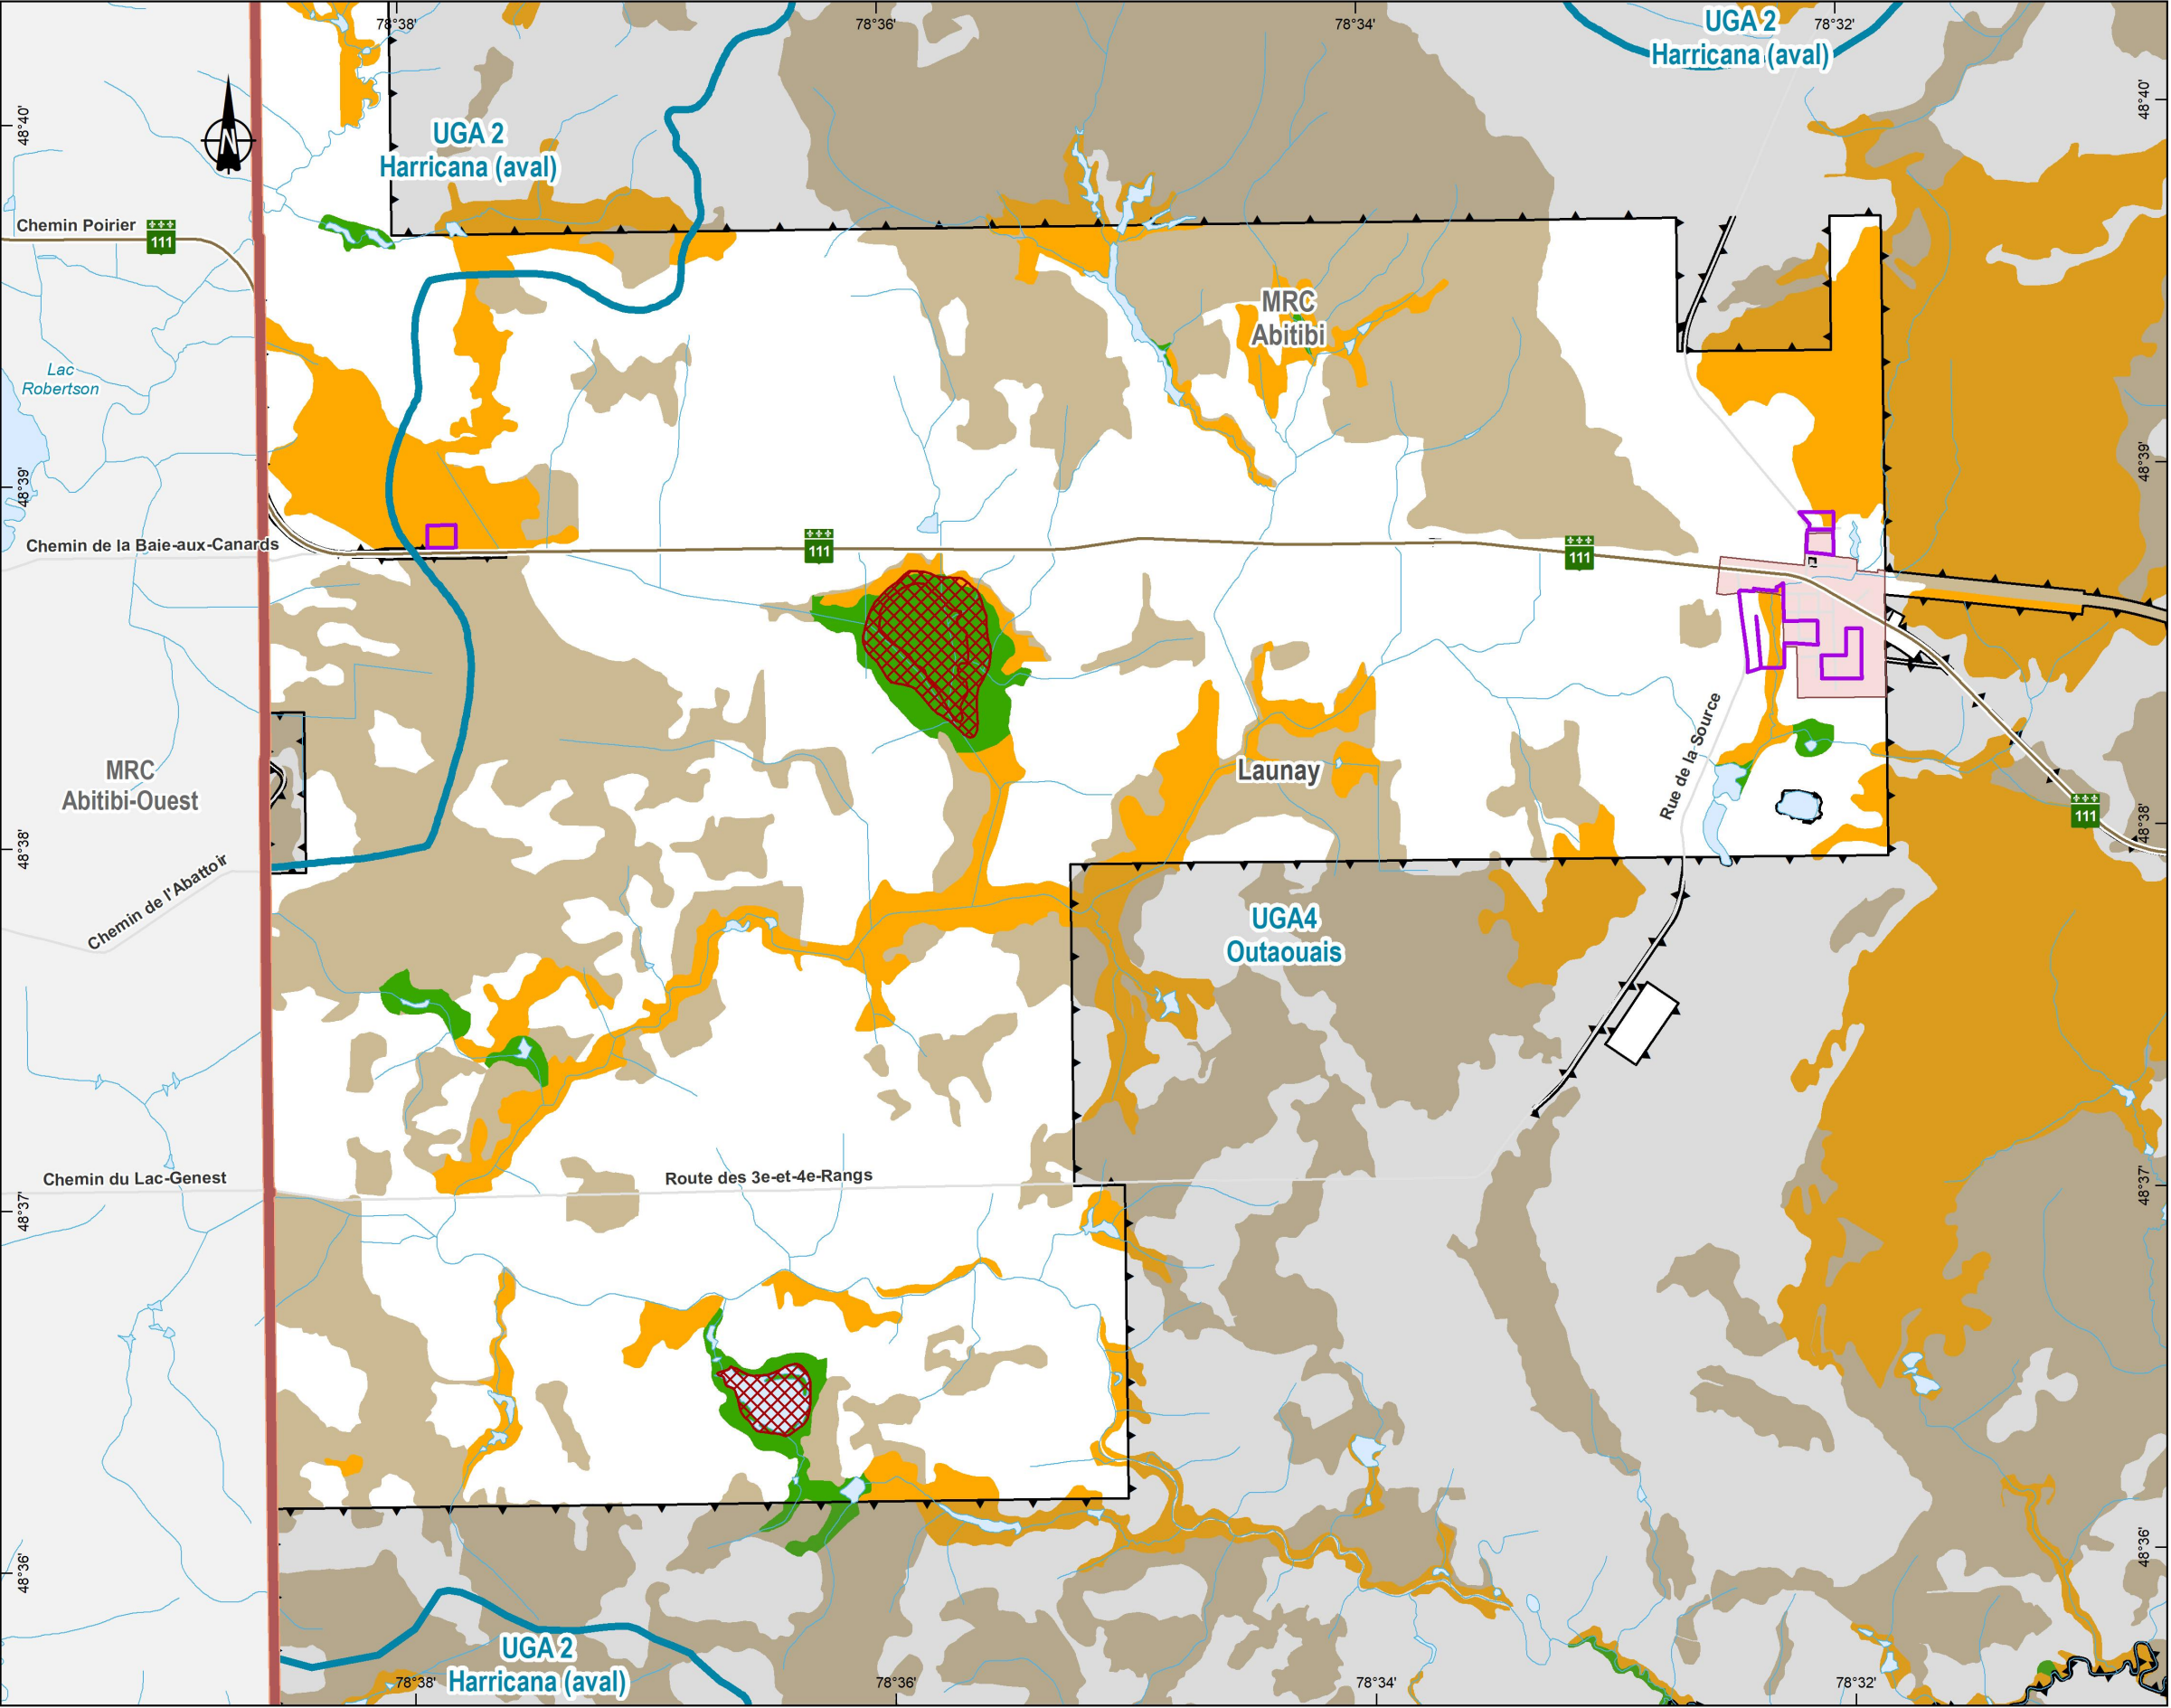 78°38'
78°36'
78°34'
78°32'
UGA 2
Harricana (aval)
48°40'
48°40'
N
UGA 2
Harricana (aval)
Chemin Poirier
111
MRC
Abitibi
Lac
Robertson
48°39'
48°39'
Chemin de la Baie-aux-Canards
111
111
MRC
Abitibi-Ouest
Launay
Rue de la Source
111
48°38'
48°38'
Chemin de l'Abattoir
UGA4
Outaouais
Chemin du Lac-Genest
Route des 3e-et-4e-Rangs
48°37'
48°37'
48°36'
48°36'
UGA 2
Harricana (aval)
78°38'
78°36'
78°34'
78°32'